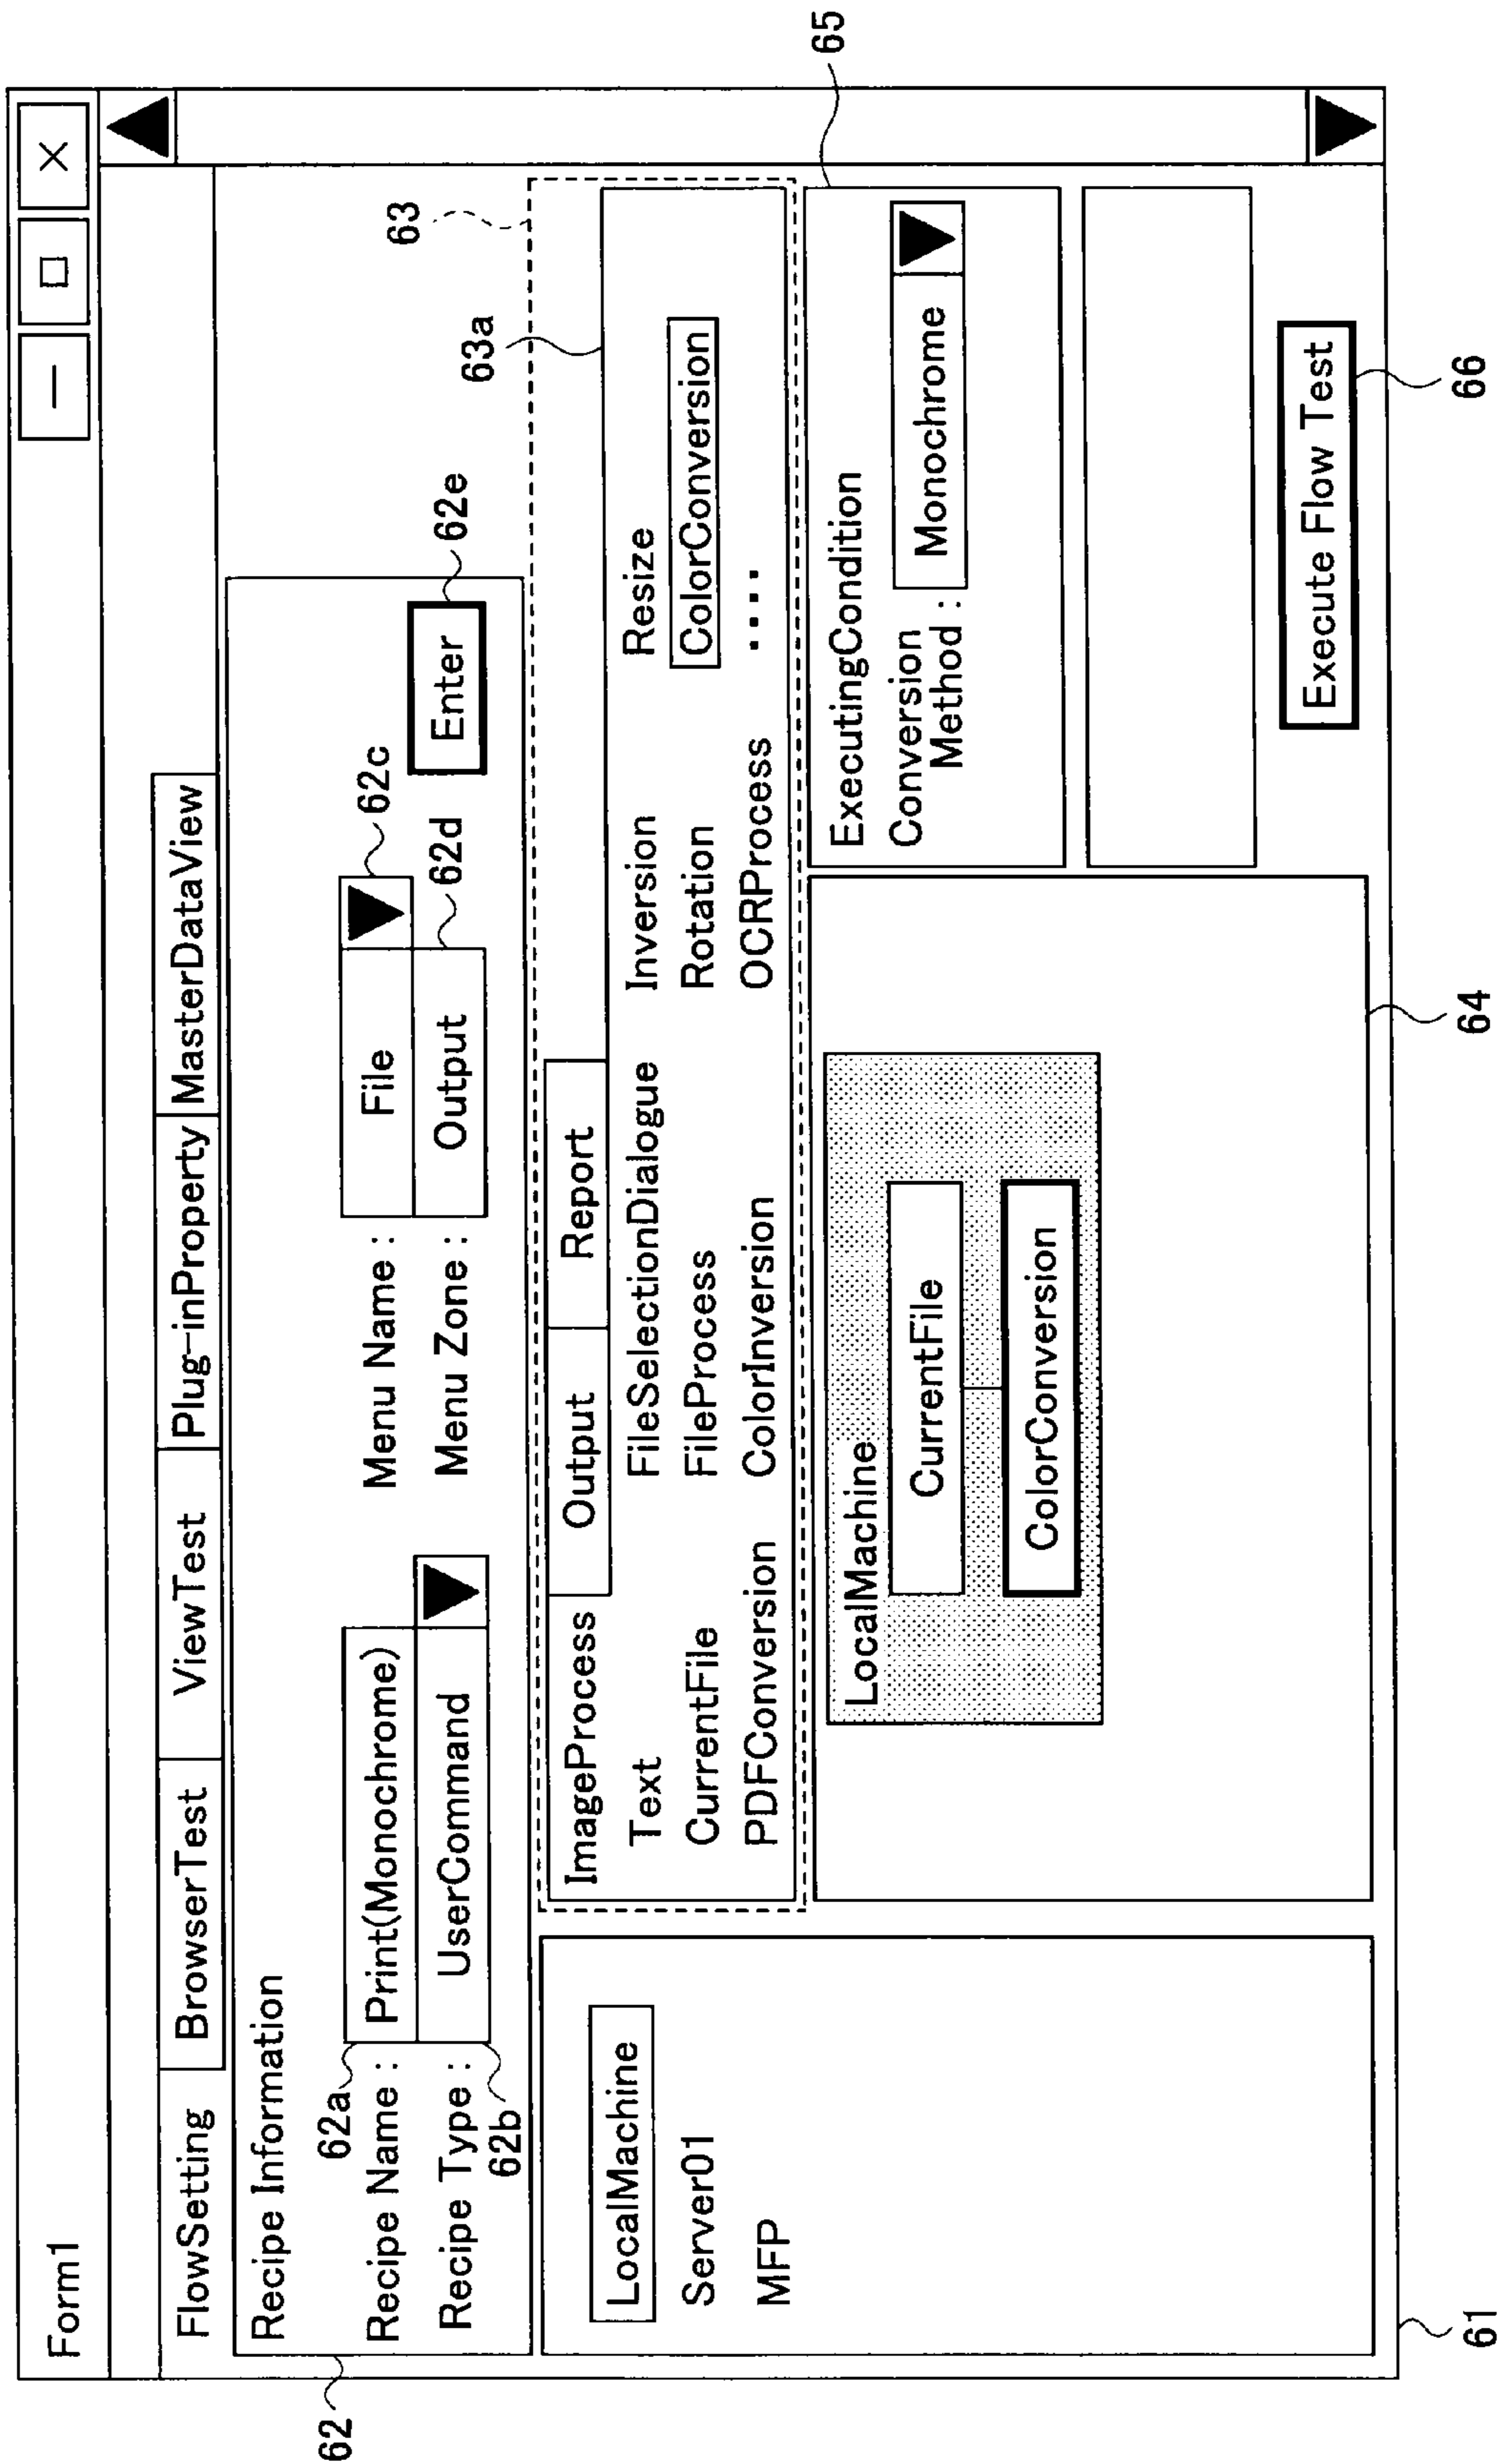 Form1
— □ ×
FlowSetting BrowserTest ViewTest Plug-inProperty MasterDataView
Recipe Information
62
62a
62c
Recipe Name : Print(Monochrome) Menu Name : File
62d
62e
Recipe Type : UserCommand Menu Zone : Output Enter
62b
63
63a
ImageProcess Output Report
Text FileSelectionDialogue Inversion Resize
CurrentFile FileProcess Rotation ColorConversion
PDFConversion ColorInversion OCRProcess ....
LocalMachine
Server01
MFP
LocalMachine
CurrentFile
ColorConversion
65
ExecutingCondition
Conversion
Method : Monochrome
Execute Flow Test
61
64
66